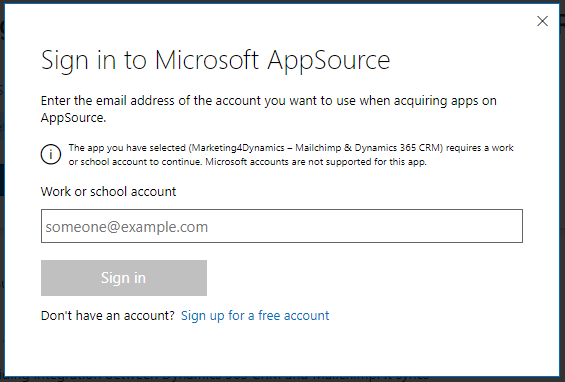 Sign in to Microsoft AppSource
Enter the email address of the account you want to use when acquiring apps on
AppSource.
The app you have selected (Marketing4Dynamics – Mailchimp & Dynamics 365 CRM) requires a work
or school account to continue. Microsoft accounts are not supported for this app.
Work or school account
someone@example.com
Sign in
Don't have an account? Sign up for a free account